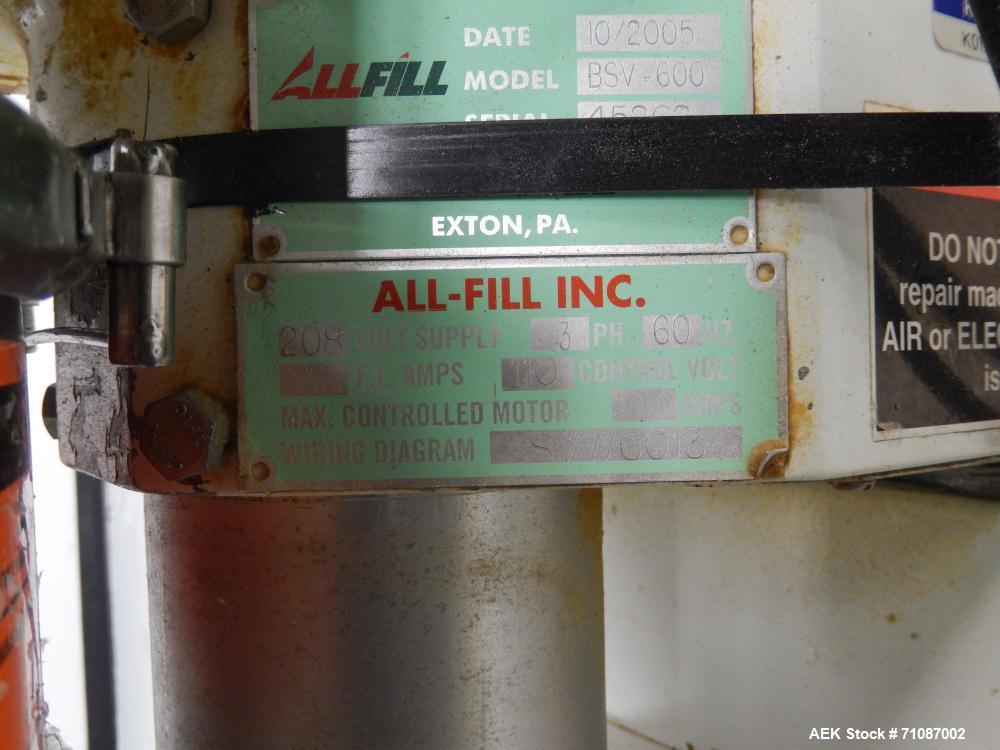 DATE 10/2005
ALLFILL MODEL BSV-600
EXTON, PA.
ALL-FILL INC.
208 VOLT SUPPLY 3 PH. 60 HZ
F.L. AMPS 110 CONTROL VOLT
MAX. CONTROLLED MOTOR AMPS
WIRING DIAGRAM SVW6013
DO NO
repair ma
AIR or ELE
is
AEK Stock #71087002